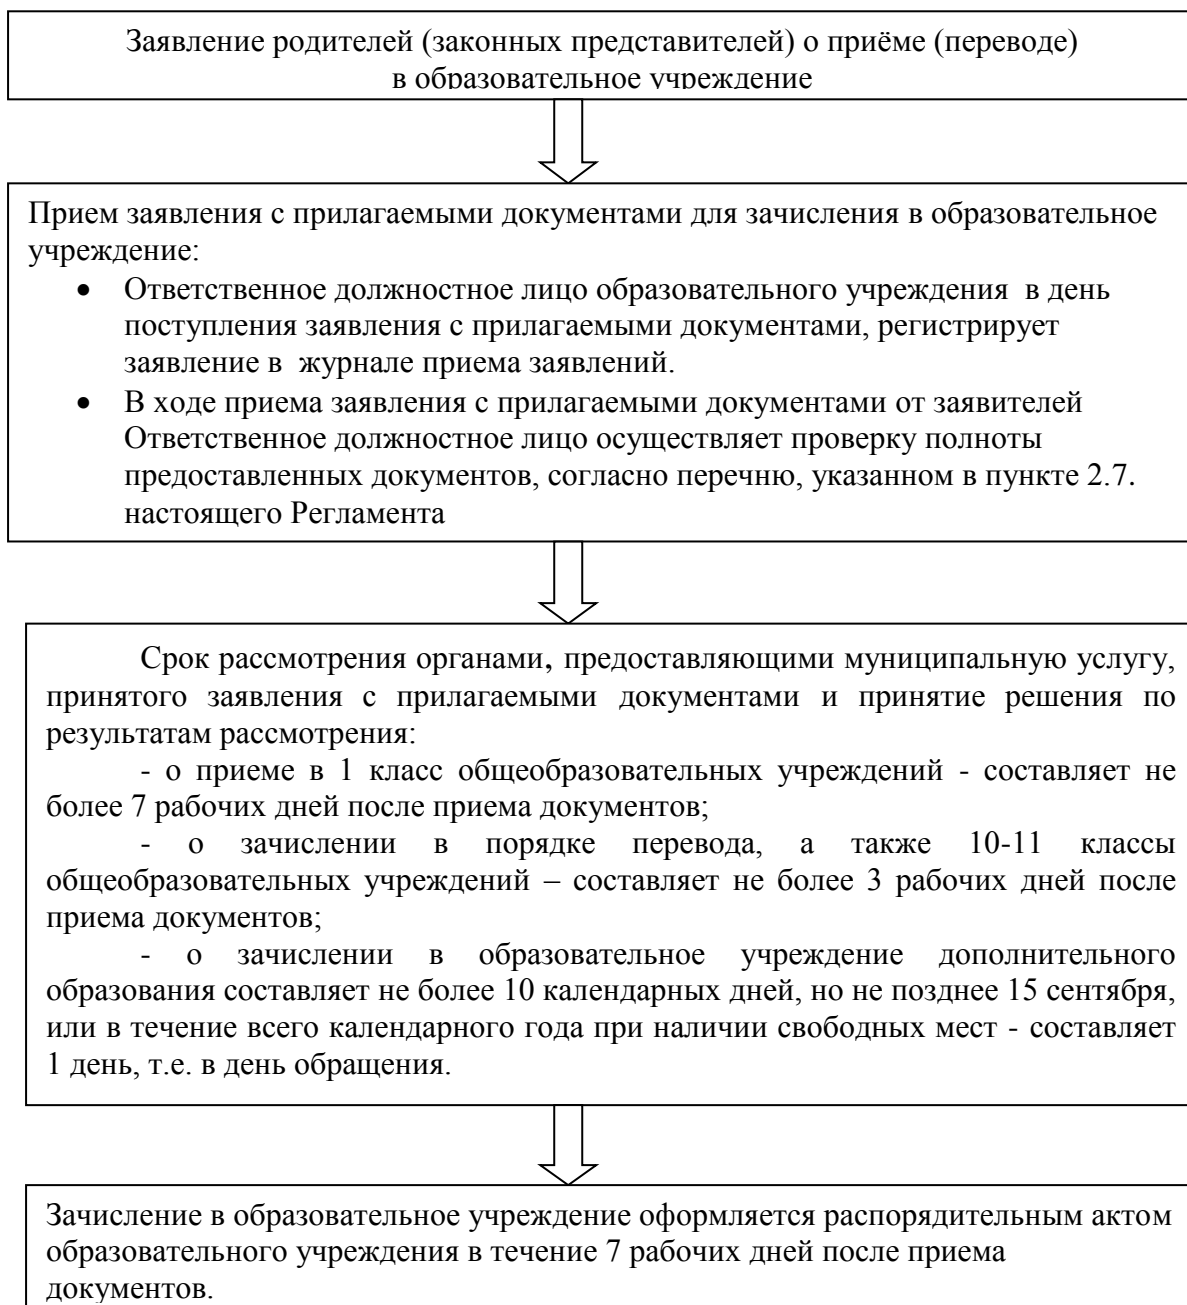 Заявление родителей (законных представителей) о приёме (переводе)
в образовательное учреждение
Прием заявления с прилагаемыми документами для зачисления в образовательное
учреждение:
• Ответственное должностное лицо образовательного учреждения в день
поступления заявления с прилагаемыми документами, регистрирует
заявление в журнале приема заявлений.
• В ходе приема заявления с прилагаемыми документами от заявителей
Ответственное должностное лицо осуществляет проверку полноты
предоставленных документов, согласно перечню, указанном в пункте 2.7.
настоящего Регламента
Срок рассмотрения органами, предоставляющими муниципальную услугу,
принятого заявления с прилагаемыми документами и принятие решения по
результатам рассмотрения:
- о приеме в 1 класс общеобразовательных учреждений - составляет не
более 7 рабочих дней после приема документов;
- о зачислении в порядке перевода, а также 10-11 классы
общеобразовательных учреждений – составляет не более 3 рабочих дней после
приема документов;
- о зачислении в образовательное учреждение дополнительного
образования составляет не более 10 календарных дней, но не позднее 15 сентября,
или в течение всего календарного года при наличии свободных мест - составляет
1 день, т.е. в день обращения.
Зачисление в образовательное учреждение оформляется распорядительным актом
образовательного учреждения в течение 7 рабочих дней после приема
документов.